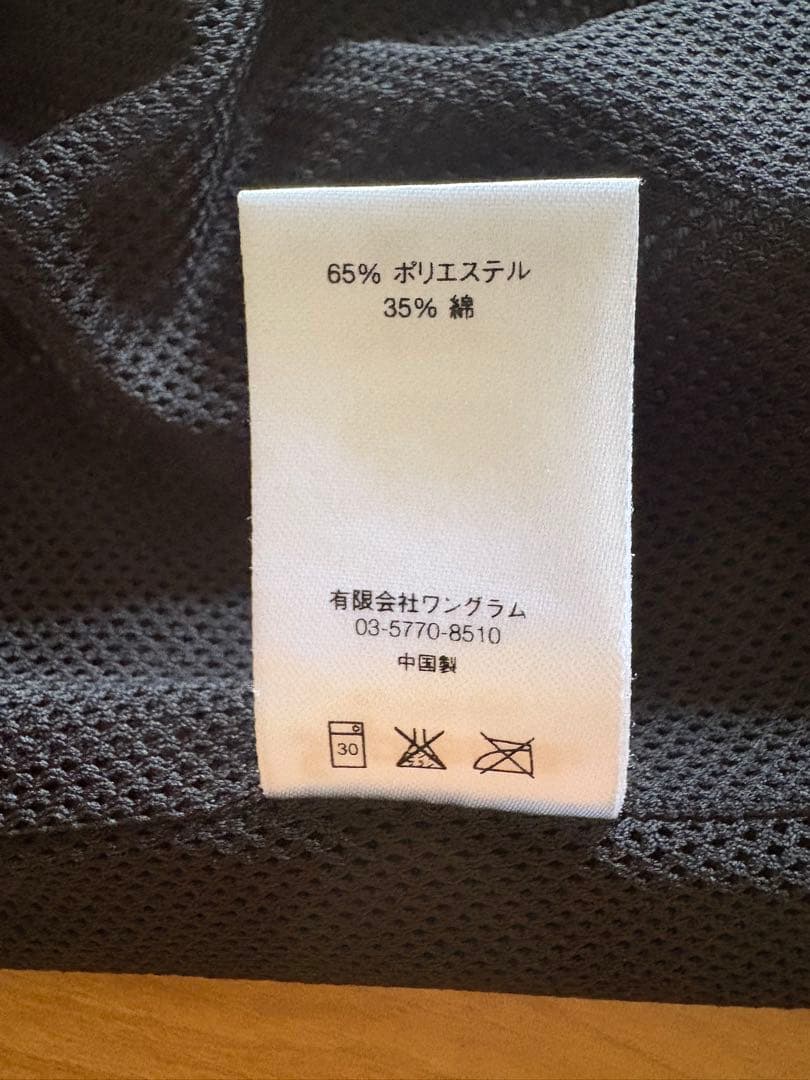 65% ポリエステル
35% 綿
有限会社ワングラム
03-5770-8510
中国製
30